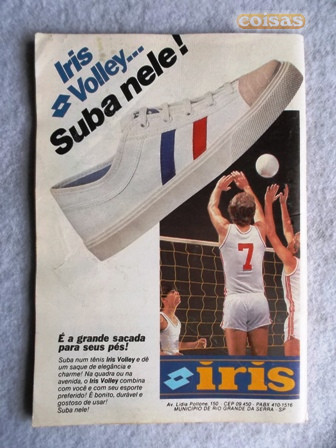 coisas
Iris
Volley...
Suba nele!
7
É a grande sacada
para seus pés!
Suba num tênis Iris Volley e dê
um saque de elegância e
charme! Na quadra ou na
avenida, o Iris Volley combina
com você e com seu esporte
preferido! É bonito, durável e
gostoso de usar!
Suba nele!
iris
Av. Lidia Pollone, 150 - CEP 09.450 - PABX 410-1516
MUNICÍPIO DE RIO GRANDE DA SERRA - SP